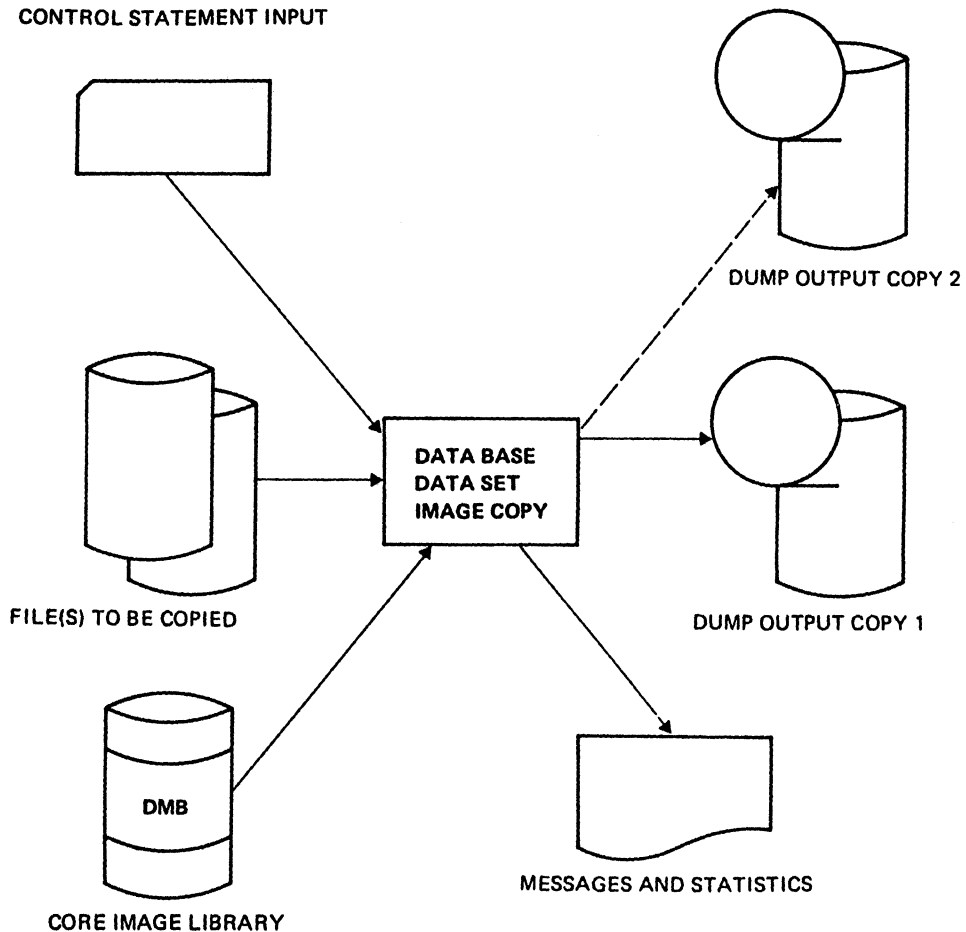 CONTROL STATEMENT INPUT
DUMP OUTPUT COPY 2
DATA BASE
DATA SET
IMAGE COPY
FILE(S) TO BE COPIED
DUMP OUTPUT COPY 1
DMB
MESSAGES AND STATISTICS
CORE IMAGE LIBRARY